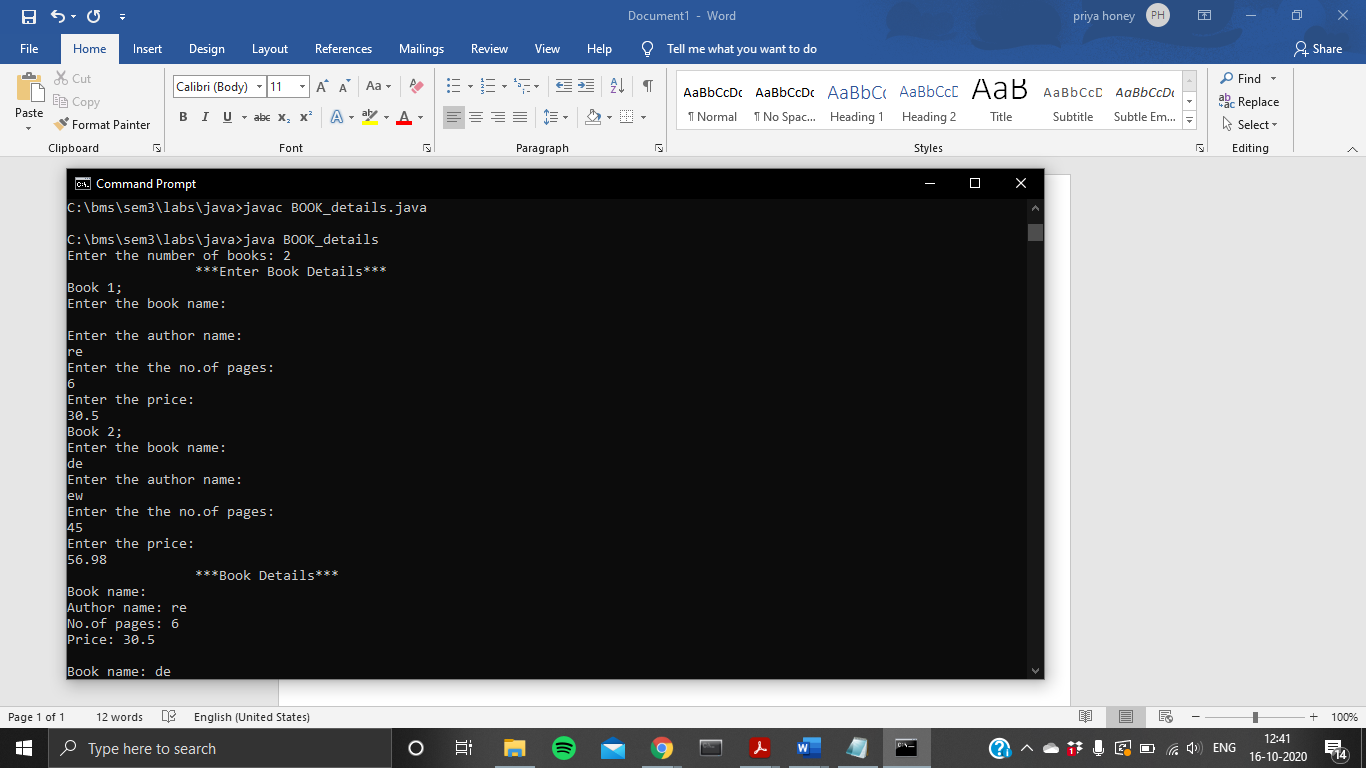 Document1 - Word
priya honey
PH
File Home Insert Design Layout References Mailings Review View Help Tell me what you want to do
Share
Paste
Cut
Copy
Format Painter
Clipboard
Calibri (Body) 11
Aa
B I U abc x₂ x²
A A
Font
Paragraph
AaBbCcDc AaBbCcDc AaBbCc AaBbCcD AaB AaBbCcD AaBbCcDc
¶ Normal ¶ No Spac... Heading 1 Heading 2 Title Subtitle Subtle Em...
Styles
Find
Replace
Select
Editing
Command Prompt
C:\bms\sem3\labs\java>javac BOOK_details.java
C:\bms\sem3\labs\java>java BOOK_details
Enter the number of books: 2
***Enter Book Details***
Book 1;
Enter the book name:
Enter the author name:
re
Enter the the no.of pages:
6
Enter the price:
30.5
Book 2;
Enter the book name:
de
Enter the author name:
ew
Enter the the no.of pages:
45
Enter the price:
56.98
***Book Details***
Book name:
Author name: re
No.of pages: 6
Price: 30.5
Book name: de
Page 1 of 1 12 words English (United States)
100%
Type here to search
ENG
12:41
16-10-2020
14